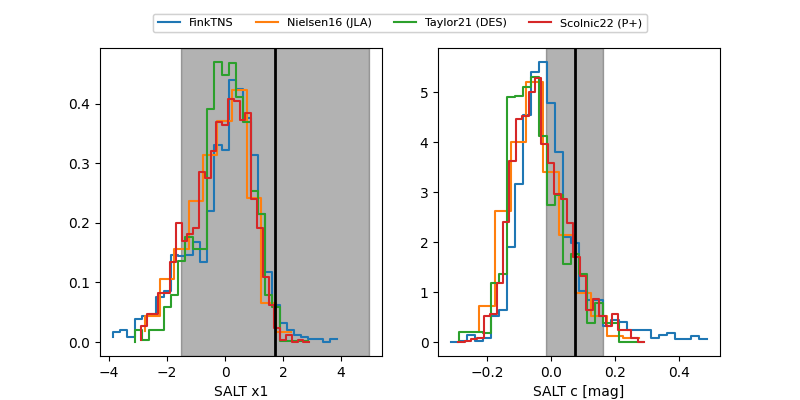 FinkTNS Nielsen16 (JLA) Taylor21 (DES) Scolnic22 (P+)
0.4
0.3
0.2
0.1
0.0
−4 −2 0 2 4
SALT x1
5
4
3
2
1
0
−0.2 0.0 0.2 0.4
SALT c [mag]